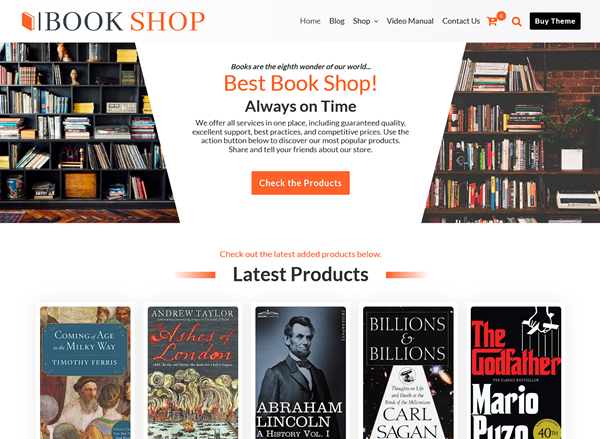 BOOK SHOP
Home Blog Shop Video Manual Contact Us 0 Buy Theme
Books are the eighth wonder of our world...
Best Book Shop!
Always on Time
We offer all services in one place, including guaranteed quality,
excellent support, best practices, and competitive prices. Use the
action button below to discover our most popular products.
Share and tell your friends about our store.
Check the Products
Check out the latest added products below.
Latest Products
COMING OF AGE
IN THE MILKY WAY
TIMOTHY FERRIS
ANDREW TAYLOR
The Ashes of
London
ABRAHAM
LINCOLN
A HISTORY VOL. I
BILLIONS
&
BILLIONS
Thoughts on Life
and Death at the
Brink of the Millennium
CARL
SAGAN
The
Godfather
THE CLASSIC BESTSELLER
Mario
Puzo
40TH